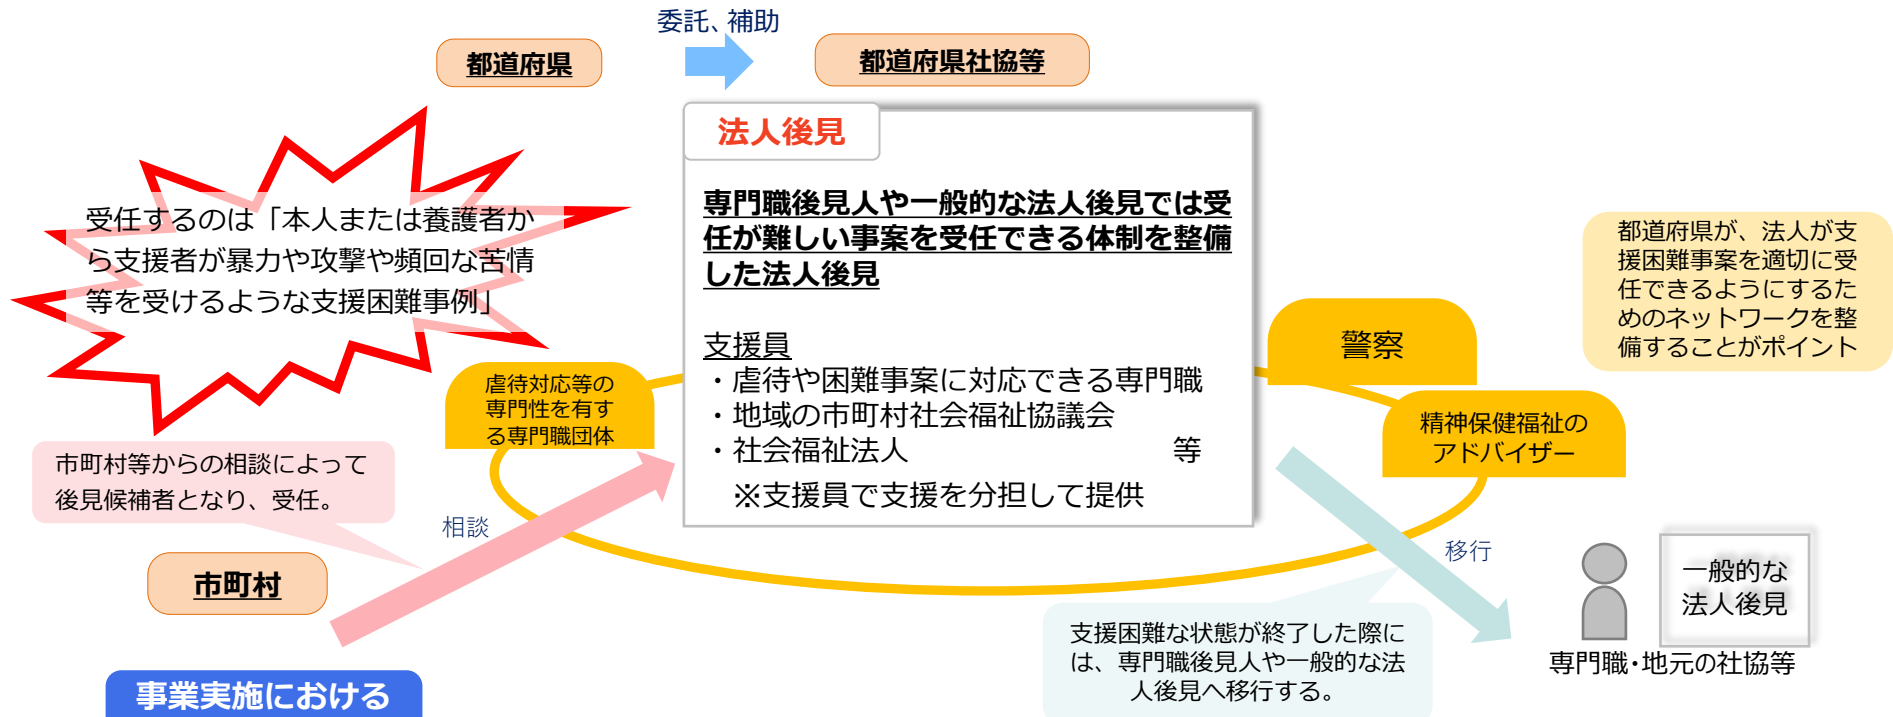 委託、補助
都道府県
都道府県社協等
法人後見
専門職後見人や一般的な法人後見では受
任が難しい事案を受任できる体制を整備
した法人後見
支援員
・虐待や困難事案に対応できる専門職
・地域の市町村社会福祉協議会
・社会福祉法人 等
※支援員で支援を分担して提供
受任するのは「本人または養護者か
ら支援者が暴力や攻撃や頻回な苦情
等を受けるような支援困難事例」
都道府県が、法人が支
援困難事案を適切に受
任できるようにするた
めのネットワークを整
備することがポイント
警察
虐待対応等の
専門性を有す
る専門職団体
精神保健福祉の
アドバイザー
市町村等からの相談によって
後見候補者となり、受任。
相談
移行
市町村
一般的な
法人後見
専門職・地元の社協等
支援困難な状態が終了した際に
は、専門職後見人や一般的な法
人後見へ移行する。
事業実施における